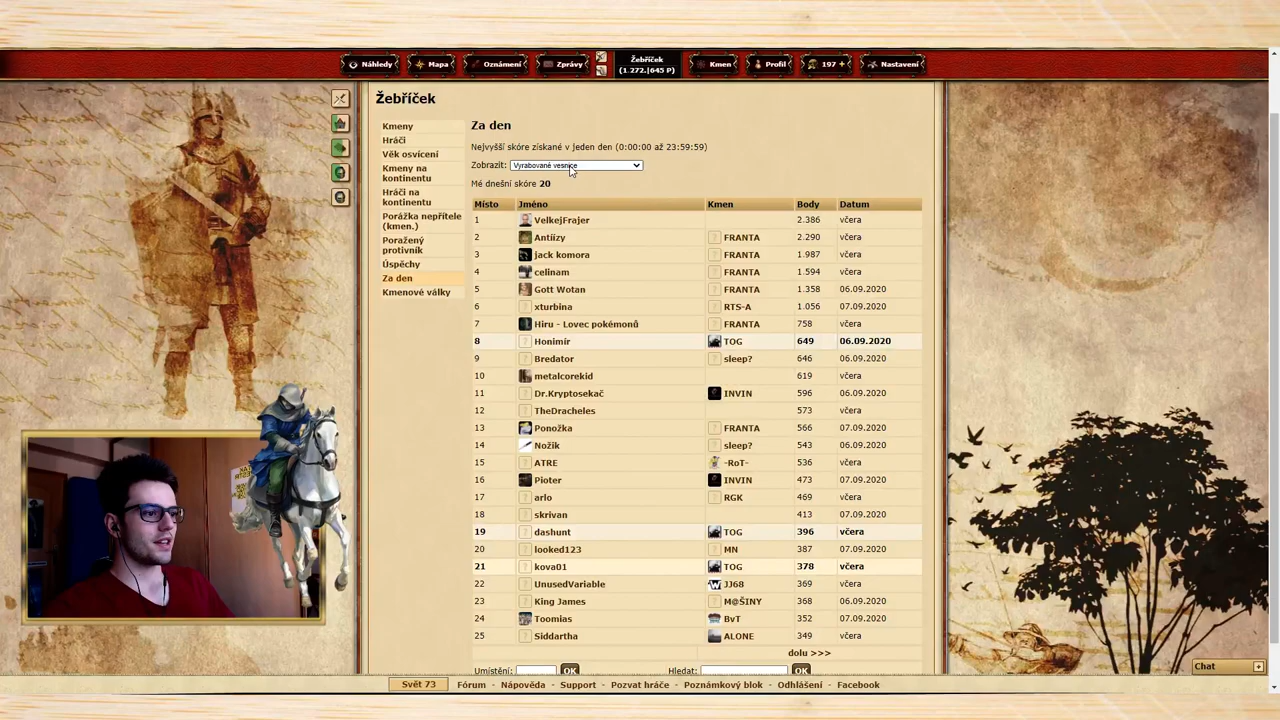 Náhledy Mapa Oznámení Zprávy Žebříček Kmen Profil 197 + Nastavení
(1.272.|645 P)
Žebříček
Kmeny
Hráči
Věk osvícení
Kmeny na
kontinentu
Hráči na
kontinentu
Porážka nepřítele
(kmen.)
Poražený
protivník
Úspěchy
Za den
Kmenové války
Za den
Nejvyšší skóre získané v jeden den (0:00:00 až 23:59:59)
Zobrazit: Vyrabované vesnice
Mé dnešní skóre 20
Místo Jméno Kmen Body Datum
1 VelkejFrajer 2.386 včera
2 Antiízy FRANTA 2.290 včera
3 jack komora FRANTA 1.987 včera
4 celinam FRANTA 1.594 včera
5 Gott Wotan FRANTA 1.358 06.09.2020
6 xturbina RTS-A 1.056 07.09.2020
7 Hiru - Lovec pokémonů FRANTA 758 včera
8 Honimír TOG 649 06.09.2020
9 Bredator sleep? 646 06.09.2020
10 metalcorekid 619 včera
11 Dr.Kryptosekač INVIN 596 06.09.2020
12 TheDracheles 573 včera
13 Ponožka FRANTA 566 07.09.2020
14 Nožik sleep? 543 06.09.2020
15 ATRE -RoT- 536 včera
16 Pioter INVIN 473 07.09.2020
17 arlo RGK 469 včera
18 skrivan 413 07.09.2020
19 dashunt TOG 396 včera
20 looked123 MN 387 07.09.2020
21 kova01 TOG 378 včera
22 UnusedVariable JJ68 369 včera
23 King James M@ŠINY 368 06.09.2020
24 Toomias BvT 352 07.09.2020
25 Siddartha ALONE 349 včera
dolu >>>
Umístění: OK Hledat: OK
Chat
Svět 73 Fórum - Nápověda - Support - Pozvat hráče - Poznámkový blok - Odhlášení - Facebook